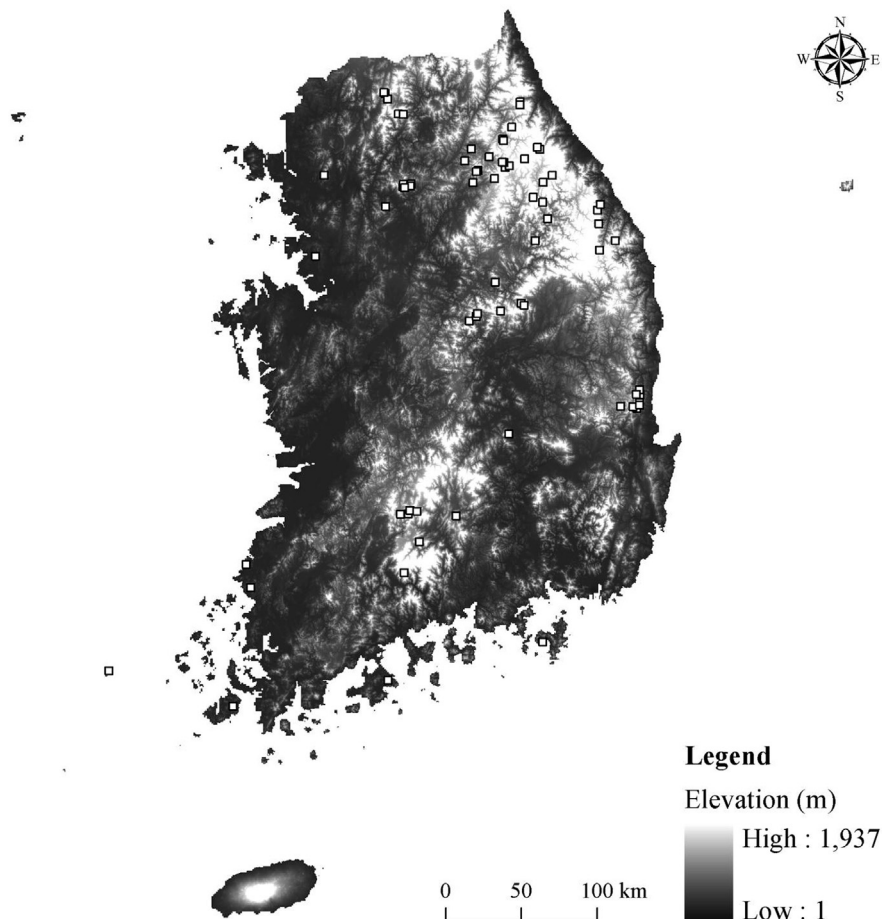 N
W E
S
Legend
Elevation (m)
High : 1,937
Low : 1
0 50 100 km